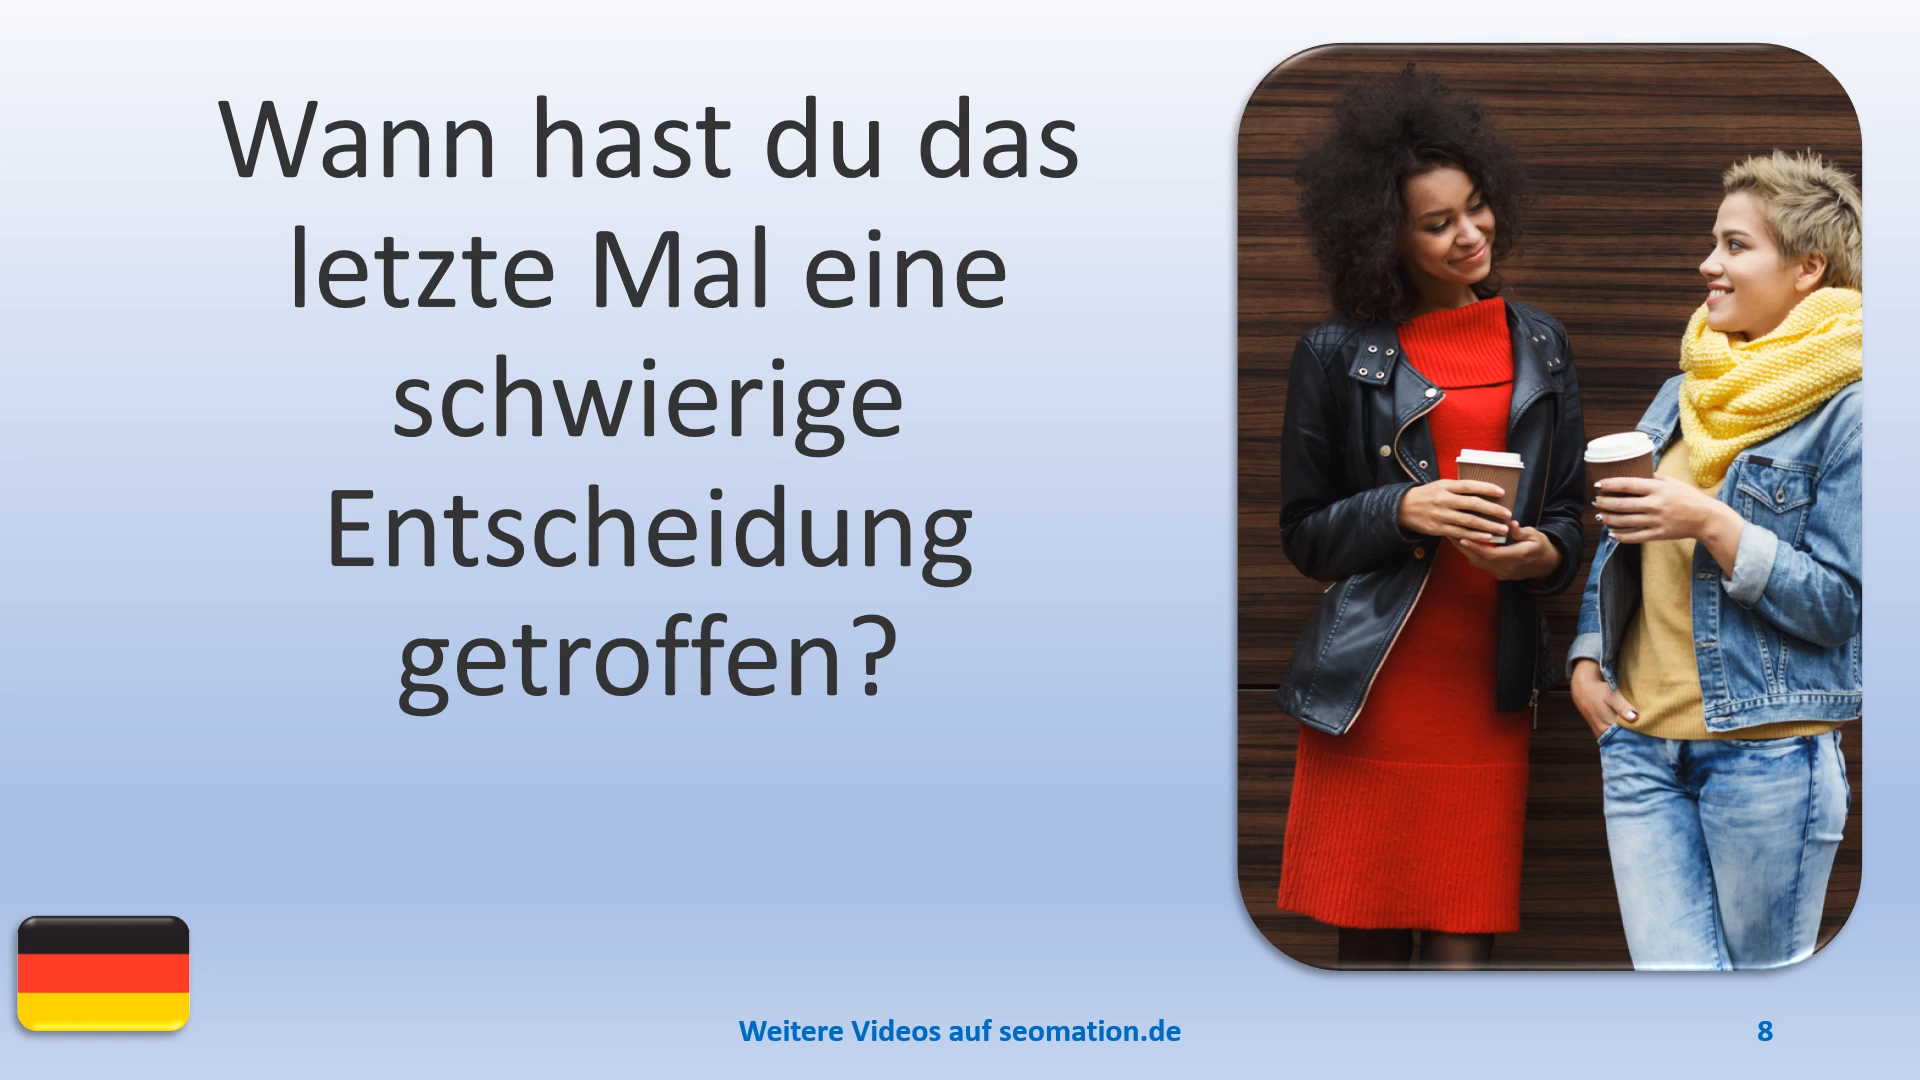 Wann hast du das
letzte Mal eine
schwierige
Entscheidung
getroffen?
Weitere Videos auf seomation.de
8